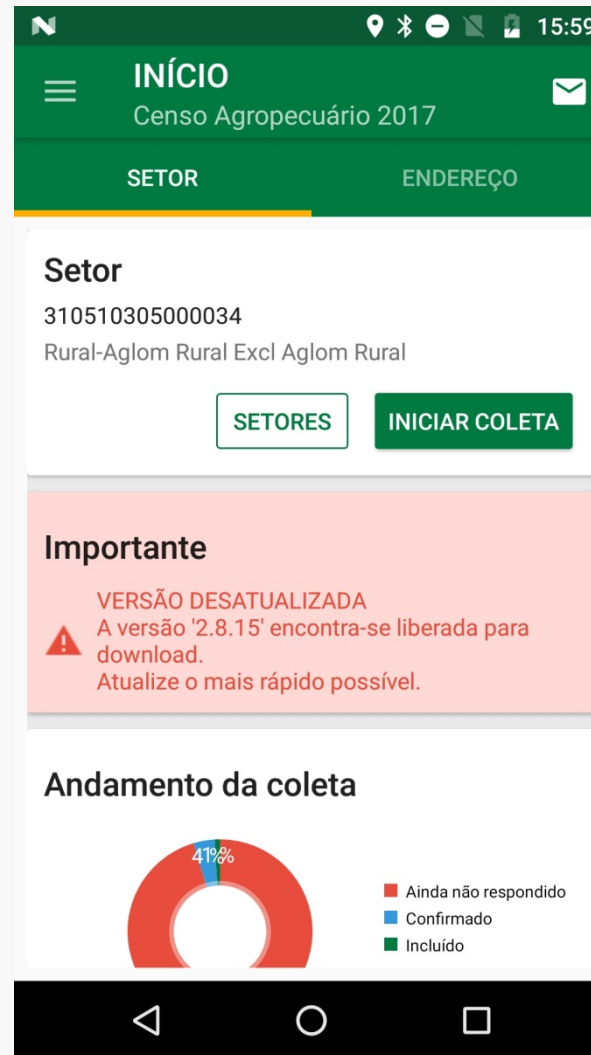 15:59
INÍCIO
Censo Agropecuário 2017
SETOR
ENDEREÇO
Setor
310510305000034
Rural-Aglom Rural Excl Aglom Rural
SETORES
INICIAR COLETA
Importante
VERSÃO DESATUALIZADA
A versão '2.8.15' encontra-se liberada para
download.
Atualize o mais rápido possível.
Andamento da coleta
Ainda não respondido
Confirmado
Incluído